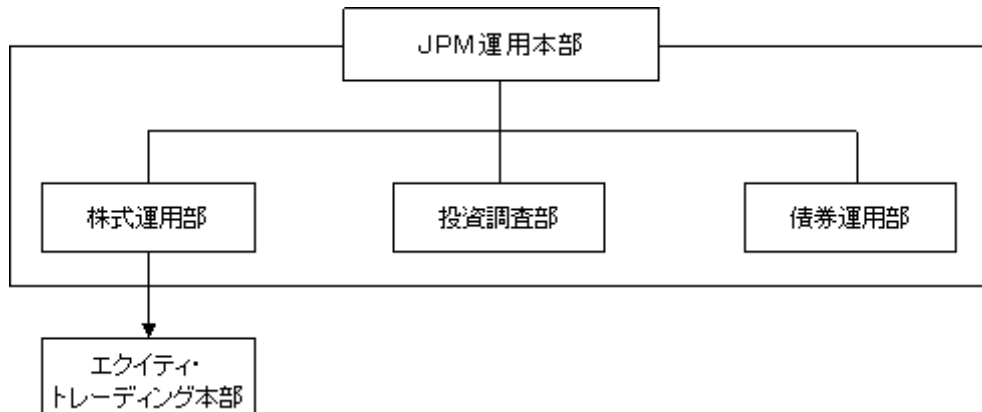 JPM運用本部
株式運用部
投資調査部
債券運用部
エクイティ・
トレーディング本部